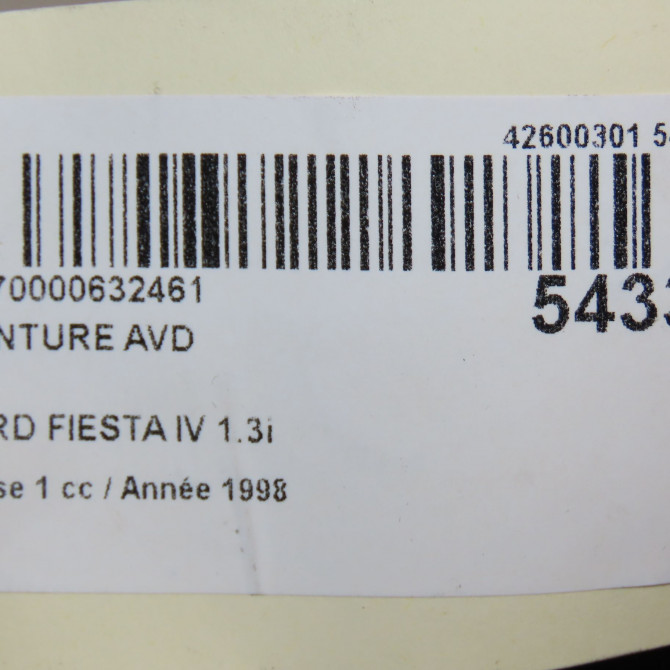 42600301 5
70000632461
5433
NTURE AVD
RD FIESTA IV 1.3i
se 1 cc / Année 1998